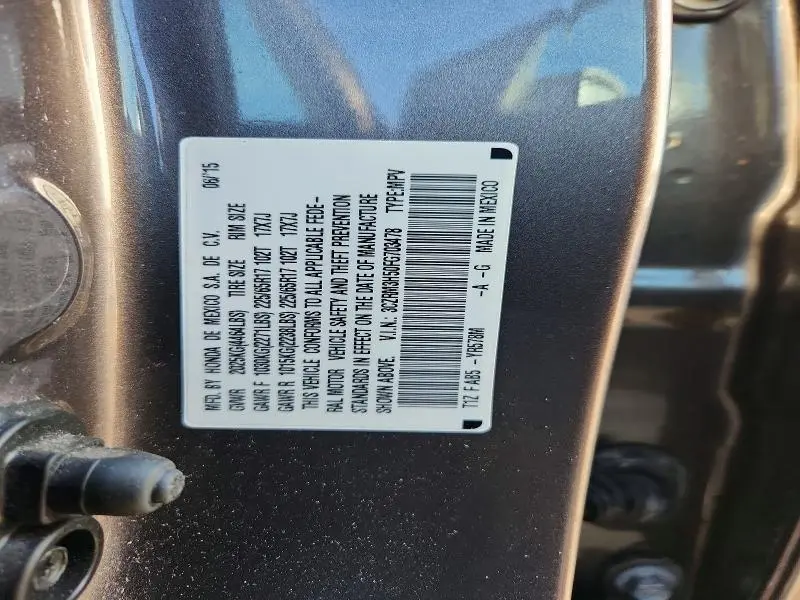 MFD. BY HONDA DE MEXICO S.A. DE C.V. 06/'15
GVWR 2025KG(4464LBS) TIRE SIZE RIM SIZE
GAWR F 1030KG(2271LBS) 225/65R17 102T 17X7J
GAWR R 1015KG(2238LBS) 225/65R17 102T 17X7J
THIS VEHICLE CONFORMS TO ALL APPLICABLE FEDE-
RAL MOTOR VEHICLE SAFETY AND THEFT PREVENTION
STANDARDS IN EFFECT ON THE DATE OF MANUFACTURE
SHOWN ABOVE. V.I.N.: 3CZRM3H50FG703478 TYPE:MPV
T1Z F AB5 -YR578M -A -G MADE IN MEXICO